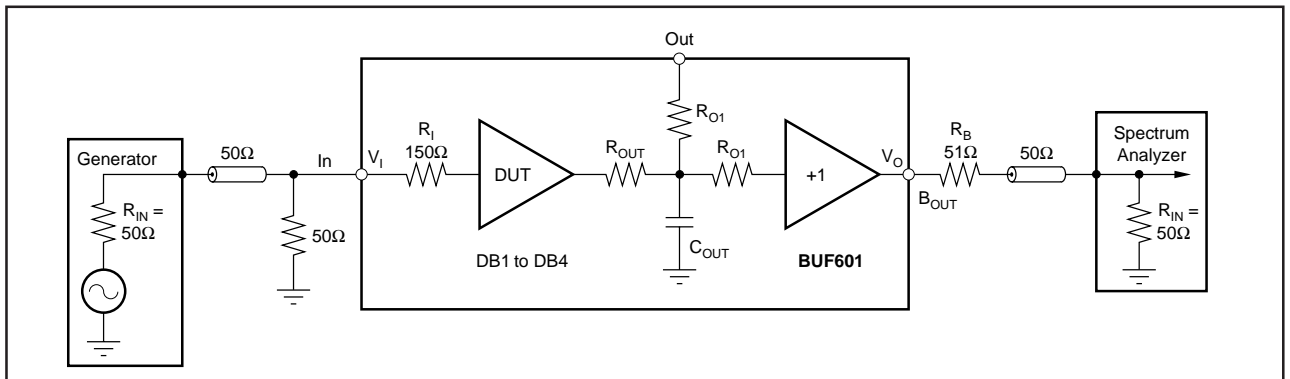 Out
Generator
R_IN =
50Ω
50Ω
In
50Ω
V_I
R_I
150Ω
DUT
DB1 to DB4
R_OUT
R_O1
R_O1
C_OUT
+1
BUF601
V_O
B_OUT
R_B
51Ω
50Ω
Spectrum
Analyzer
R_IN =
50Ω